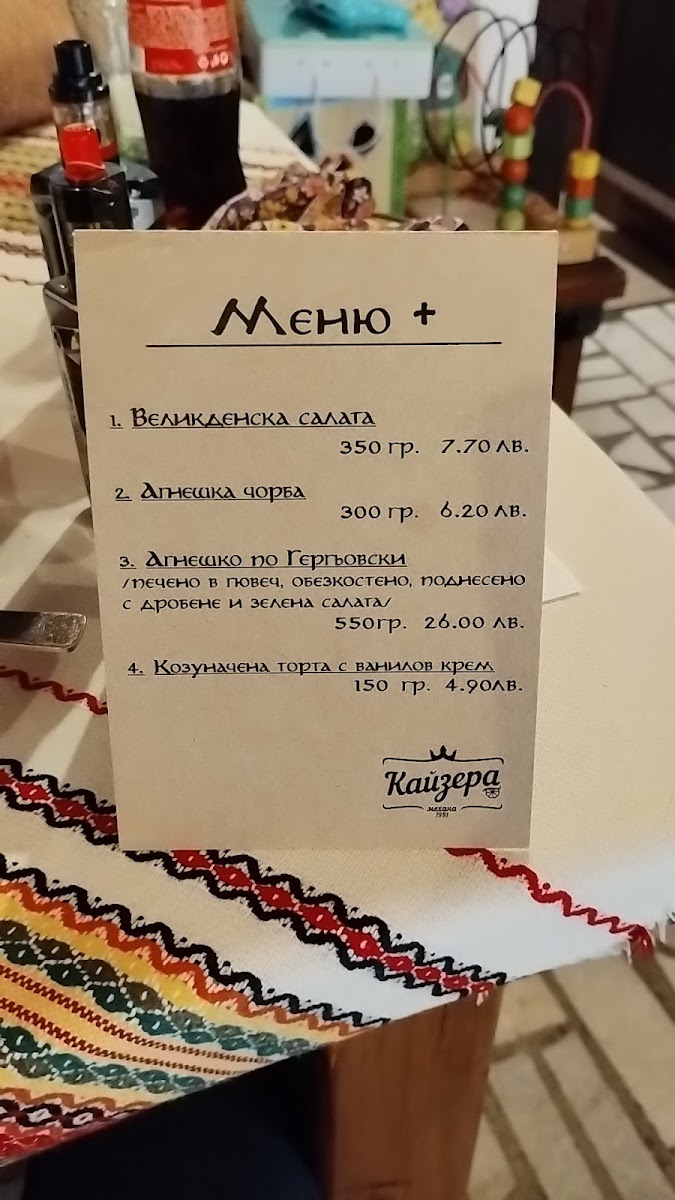 Меню +
1. Великденска салата
350 гр. 7.70 лв.
2. Агнешка чорба
300 гр. 6.20 лв.
3. Агнешко по Гергьовски
/печено в гювеч, обезкостено, поднесено
с дробене и зелена салата/
550гр. 26.00 лв.
4. Козуначена торта с ванилов крем
150 гр. 4.90лв.
Кайзера
механа
1991